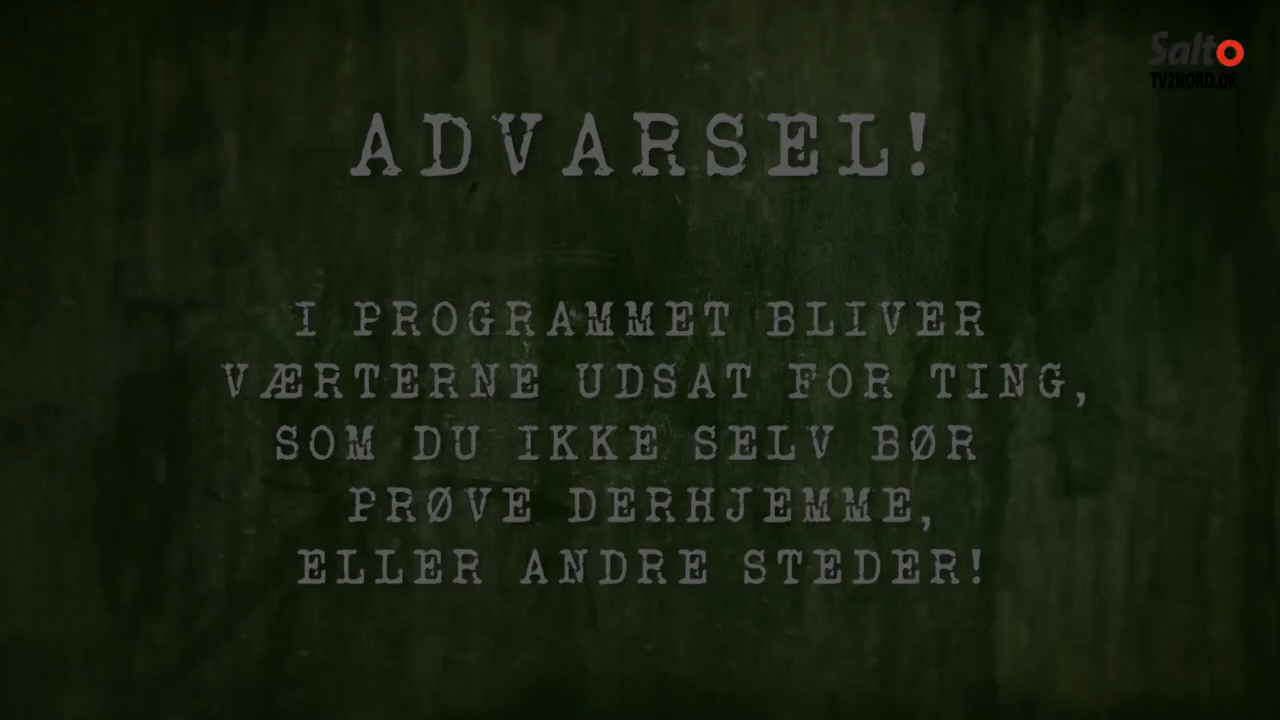 Salto
TV2NORD.DK
ADVARSEL!
I PROGRAMMET BLIVER
VÆRTERNE UDSAT FOR TING,
SOM DU IKKE SELV BØR
PRØVE DERHJEMME,
ELLER ANDRE STEDER!